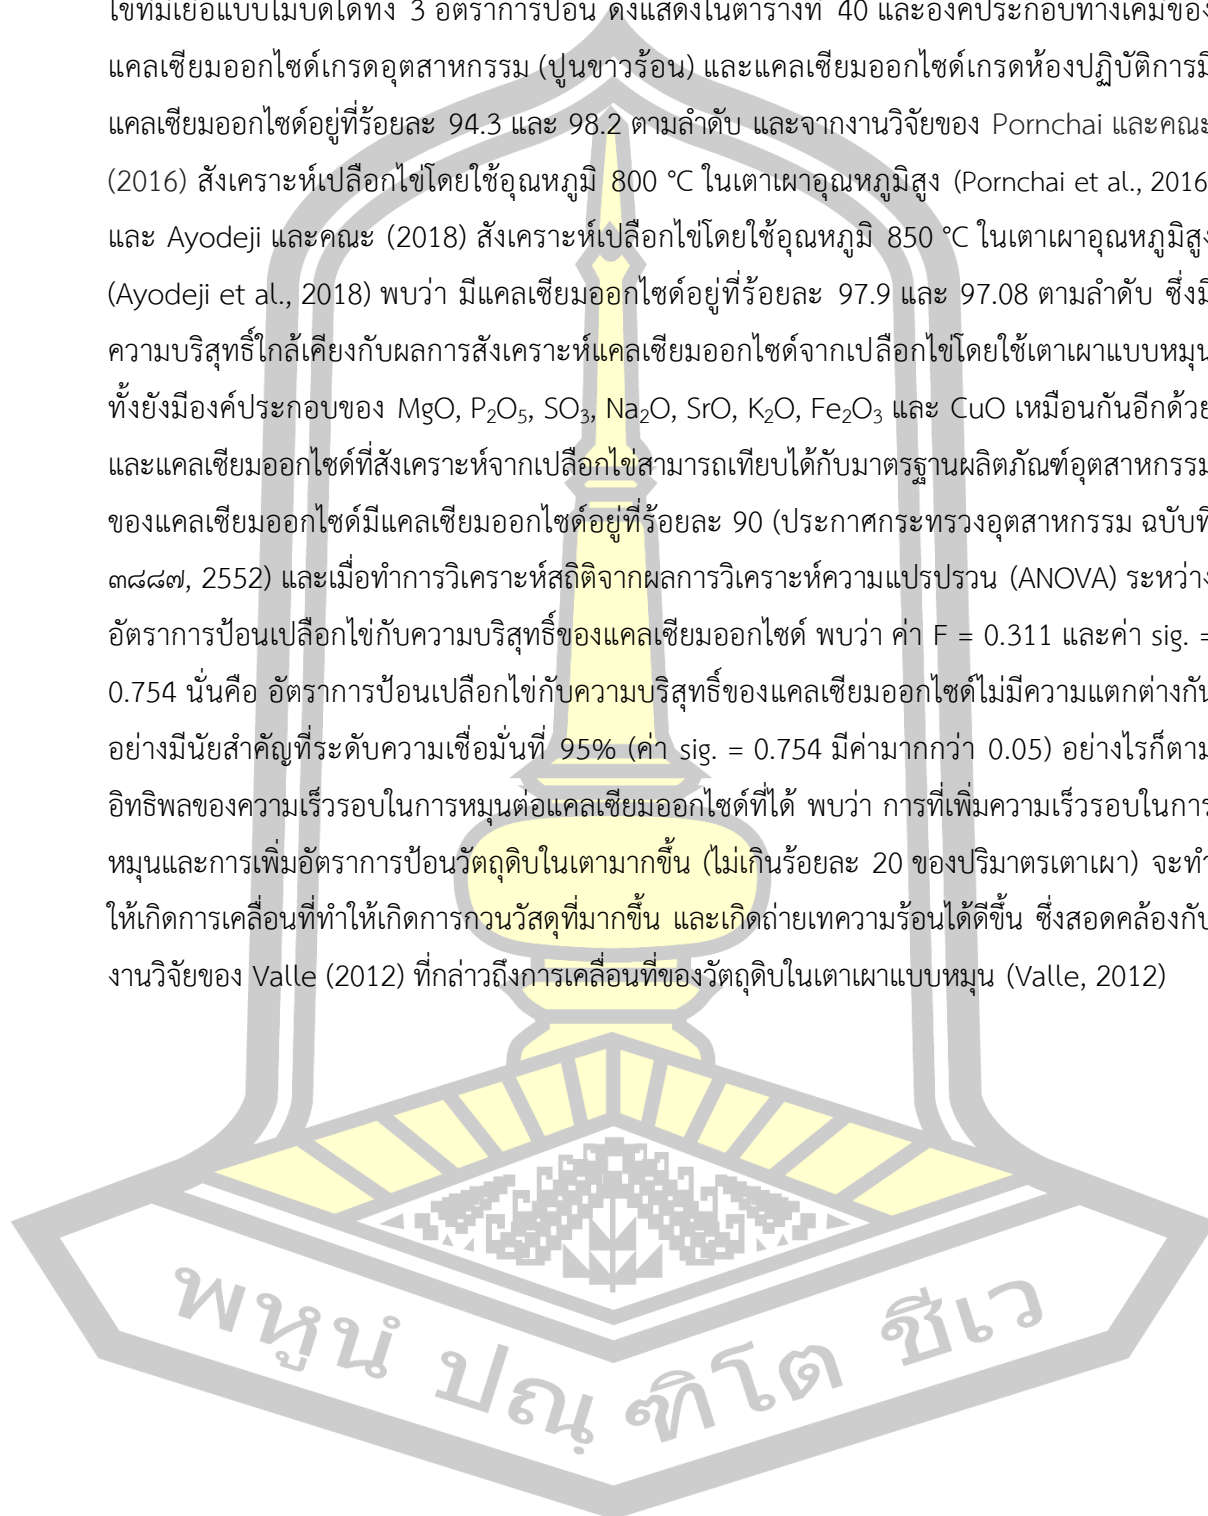 ไข่ที่มีเยื่อแบบไม่บดได้ทั้ง 3 อัตราการป้อน ดังแสดงในตารางที่ 40 และองค์ประกอบทางเคมีของ
แคลเซียมออกไซด์เกรดอุตสาหกรรม (ปูนขาวร้อน) และแคลเซียมออกไซด์เกรดห้องปฏิบัติการมี
แคลเซียมออกไซด์อยู่ที่ร้อยละ 94.3 และ 98.2 ตามลำดับ และจากงานวิจัยของ Pornchai และคณะ
(2016) สังเคราะห์เปลือกไข่โดยใช้อุณหภูมิ 800 °C ในเตาเผาอุณหภูมิสูง (Pornchai et al., 2016
และ Ayodeji และคณะ (2018) สังเคราะห์เปลือกไข่โดยใช้อุณหภูมิ 850 °C ในเตาเผาอุณหภูมิสูง
(Ayodeji et al., 2018) พบว่า มีแคลเซียมออกไซด์อยู่ที่ร้อยละ 97.9 และ 97.08 ตามลำดับ ซึ่งมี
ความบริสุทธิ์ใกล้เคียงกับผลการสังเคราะห์แคลเซียมออกไซด์จากเปลือกไข่โดยใช้เตาเผาแบบหมุน
ทั้งยังมีองค์ประกอบของ MgO, P₂O₅, SO₃, Na₂O, SrO, K₂O, Fe₂O₃ และ CuO เหมือนกันอีกด้วย
และแคลเซียมออกไซด์ที่สังเคราะห์จากเปลือกไข่สามารถเทียบได้กับมาตรฐานผลิตภัณฑ์อุตสาหกรรม
ของแคลเซียมออกไซด์มีแคลเซียมออกไซด์อยู่ที่ร้อยละ 90 (ประกาศกระทรวงอุตสาหกรรม ฉบับที่
๓๘๘๗, 2552) และเมื่อทำการวิเคราะห์สถิติจากผลการวิเคราะห์ความแปรปรวน (ANOVA) ระหว่าง
อัตราการป้อนเปลือกไข่กับความบริสุทธิ์ของแคลเซียมออกไซด์ พบว่า ค่า F = 0.311 และค่า sig. =
0.754 นั่นคือ อัตราการป้อนเปลือกไข่กับความบริสุทธิ์ของแคลเซียมออกไซด์ไม่มีความแตกต่างกัน
อย่างมีนัยสำคัญที่ระดับความเชื่อมั่นที่ 95% (ค่า sig. = 0.754 มีค่ามากกว่า 0.05) อย่างไรก็ตาม
อิทธิพลของความเร็วรอบในการหมุนต่อแคลเซียมออกไซด์ที่ได้ พบว่า การที่เพิ่มความเร็วรอบในการ
หมุนและการเพิ่มอัตราการป้อนวัตถุดิบในเตามากขึ้น (ไม่เกินร้อยละ 20 ของปริมาตรเตาเผา) จะทำ
ให้เกิดการเคลื่อนที่ทำให้เกิดการกวนวัสดุที่มากขึ้น และเกิดถ่ายเทความร้อนได้ดีขึ้น ซึ่งสอดคล้องกับ
งานวิจัยของ Valle (2012) ที่กล่าวถึงการเคลื่อนที่ของวัตถุดิบในเตาเผาแบบหมุน (Valle, 2012)
พหูนํ ปณฺฑิโต ชีเว